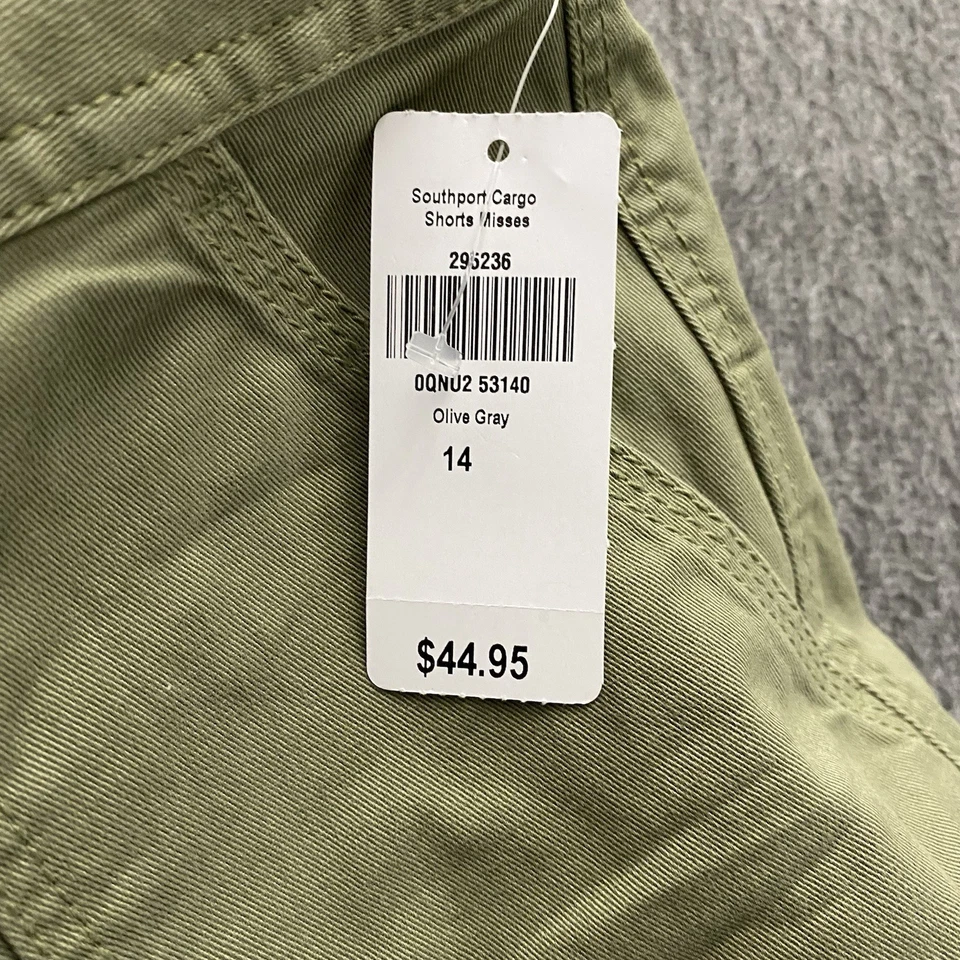 Southport Cargo
Shorts Misses
295236
0QNU2 53140
Olive Gray
14
$44.95